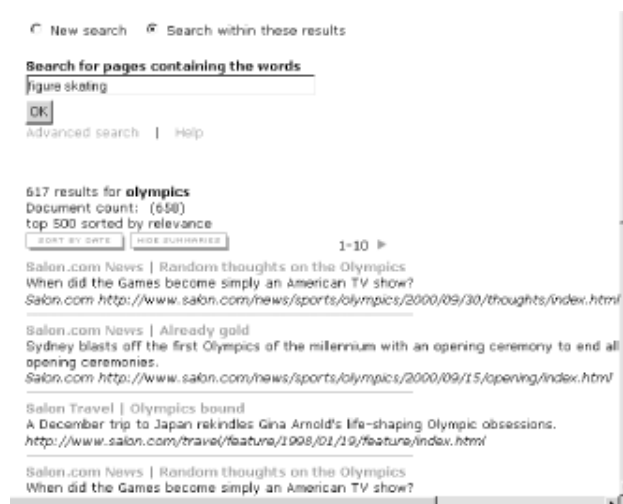 New search Search within these results
Search for pages containing the words
figure skating
OK
Advanced search | Help
617 results for olympics
Document count: (658)
top 500 sorted by relevance
SORT BY DATE HIDE SUMMARIES 1-10
Salon.com News | Random thoughts on the Olympics
When did the Games become simply an American TV show?
Salon.com http://www.salon.com/news/sports/olympics/2000/09/30/thoughts/index.html
Salon.com News | Already gold
Sydney blasts off the first Olympics of the millennium with an opening ceremony to end all
opening ceremonies.
Salon.com http://www.salon.com/news/sports/olympics/2000/09/15/opening/index.html
Salon Travel | Olympics bound
A December trip to Japan rekindles Gina Arnold's life-shaping Olympic obsessions.
http://www.salon.com/travel/feature/1998/01/19/feature/index.html
Salon.com News | Random thoughts on the Olympics
When did the Games become simply an American TV show?